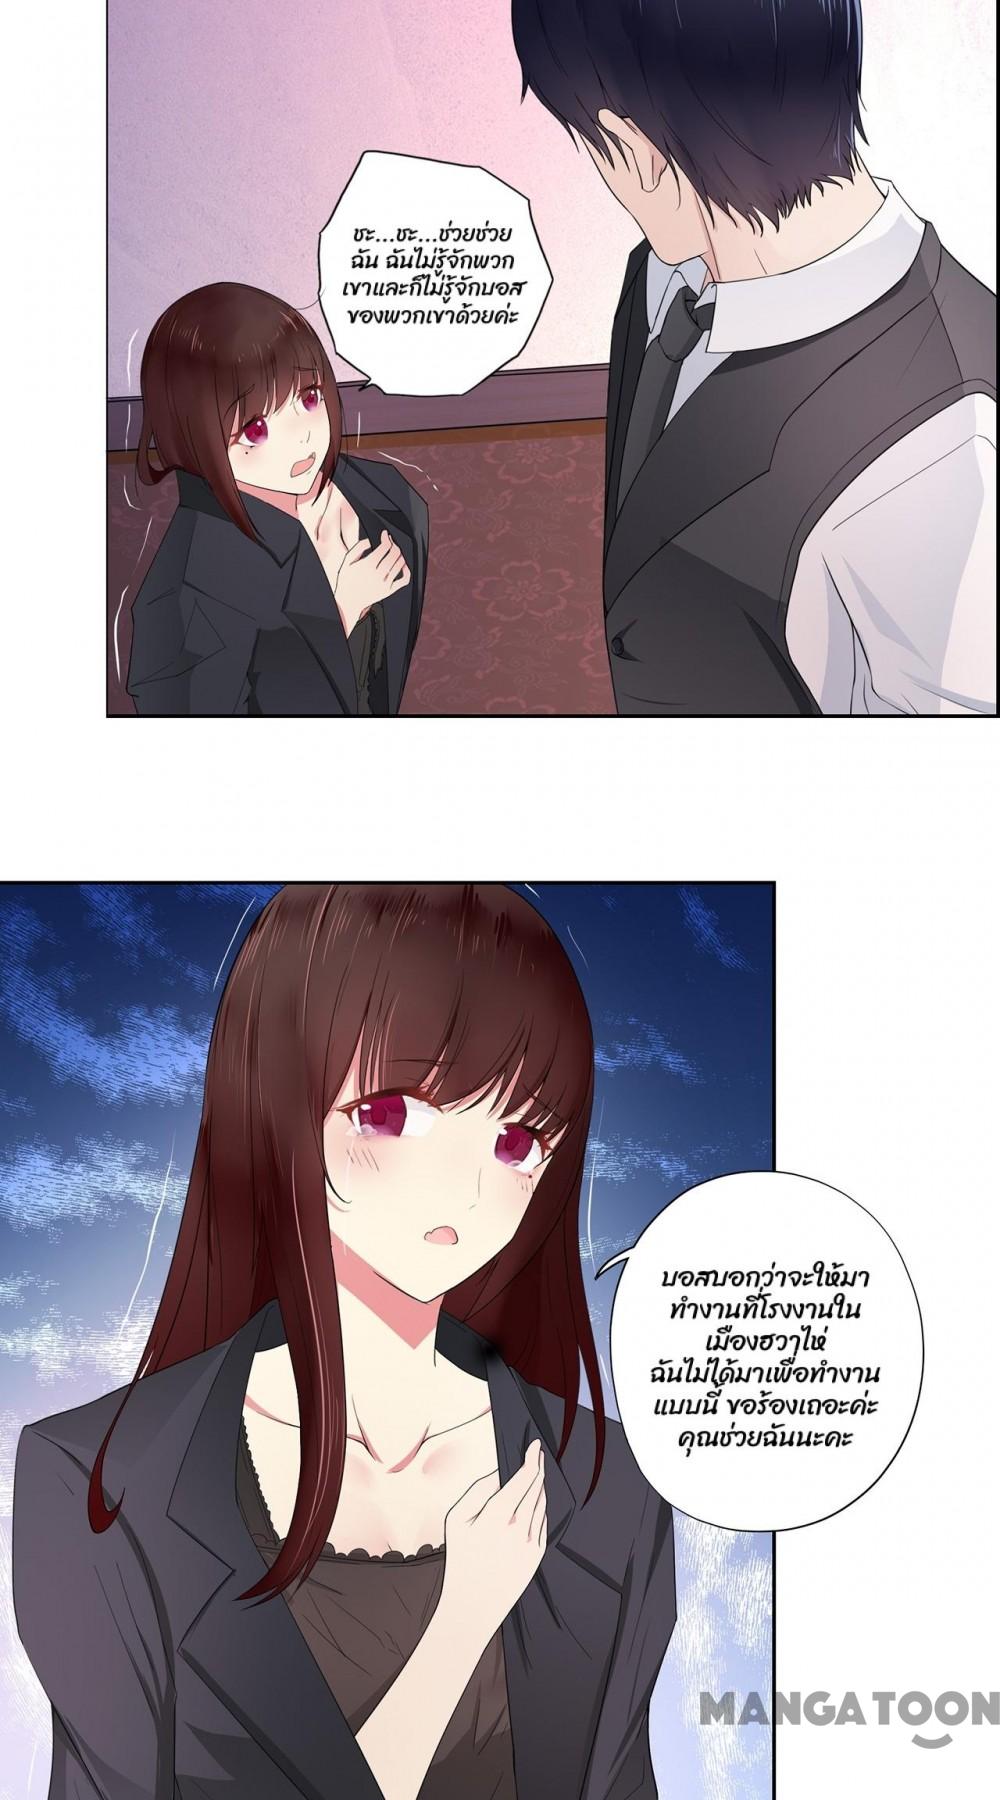 ชะ...ชะ...ช่วยช่วย
ฉัน ฉันไม่รู้จักพวก
เขาและก็ไม่รู้จักบอส
ของพวกเขาด้วยค่ะ
บอสบอกว่าจะให้มา
ทำงานที่โรงงานใน
เมืองฮวาไห่
ฉันไม่ได้มาเพื่อทำงาน
แบบนี้ ขอร้องเถอะค่ะ
คุณช่วยฉันนะคะ
MANGATOON